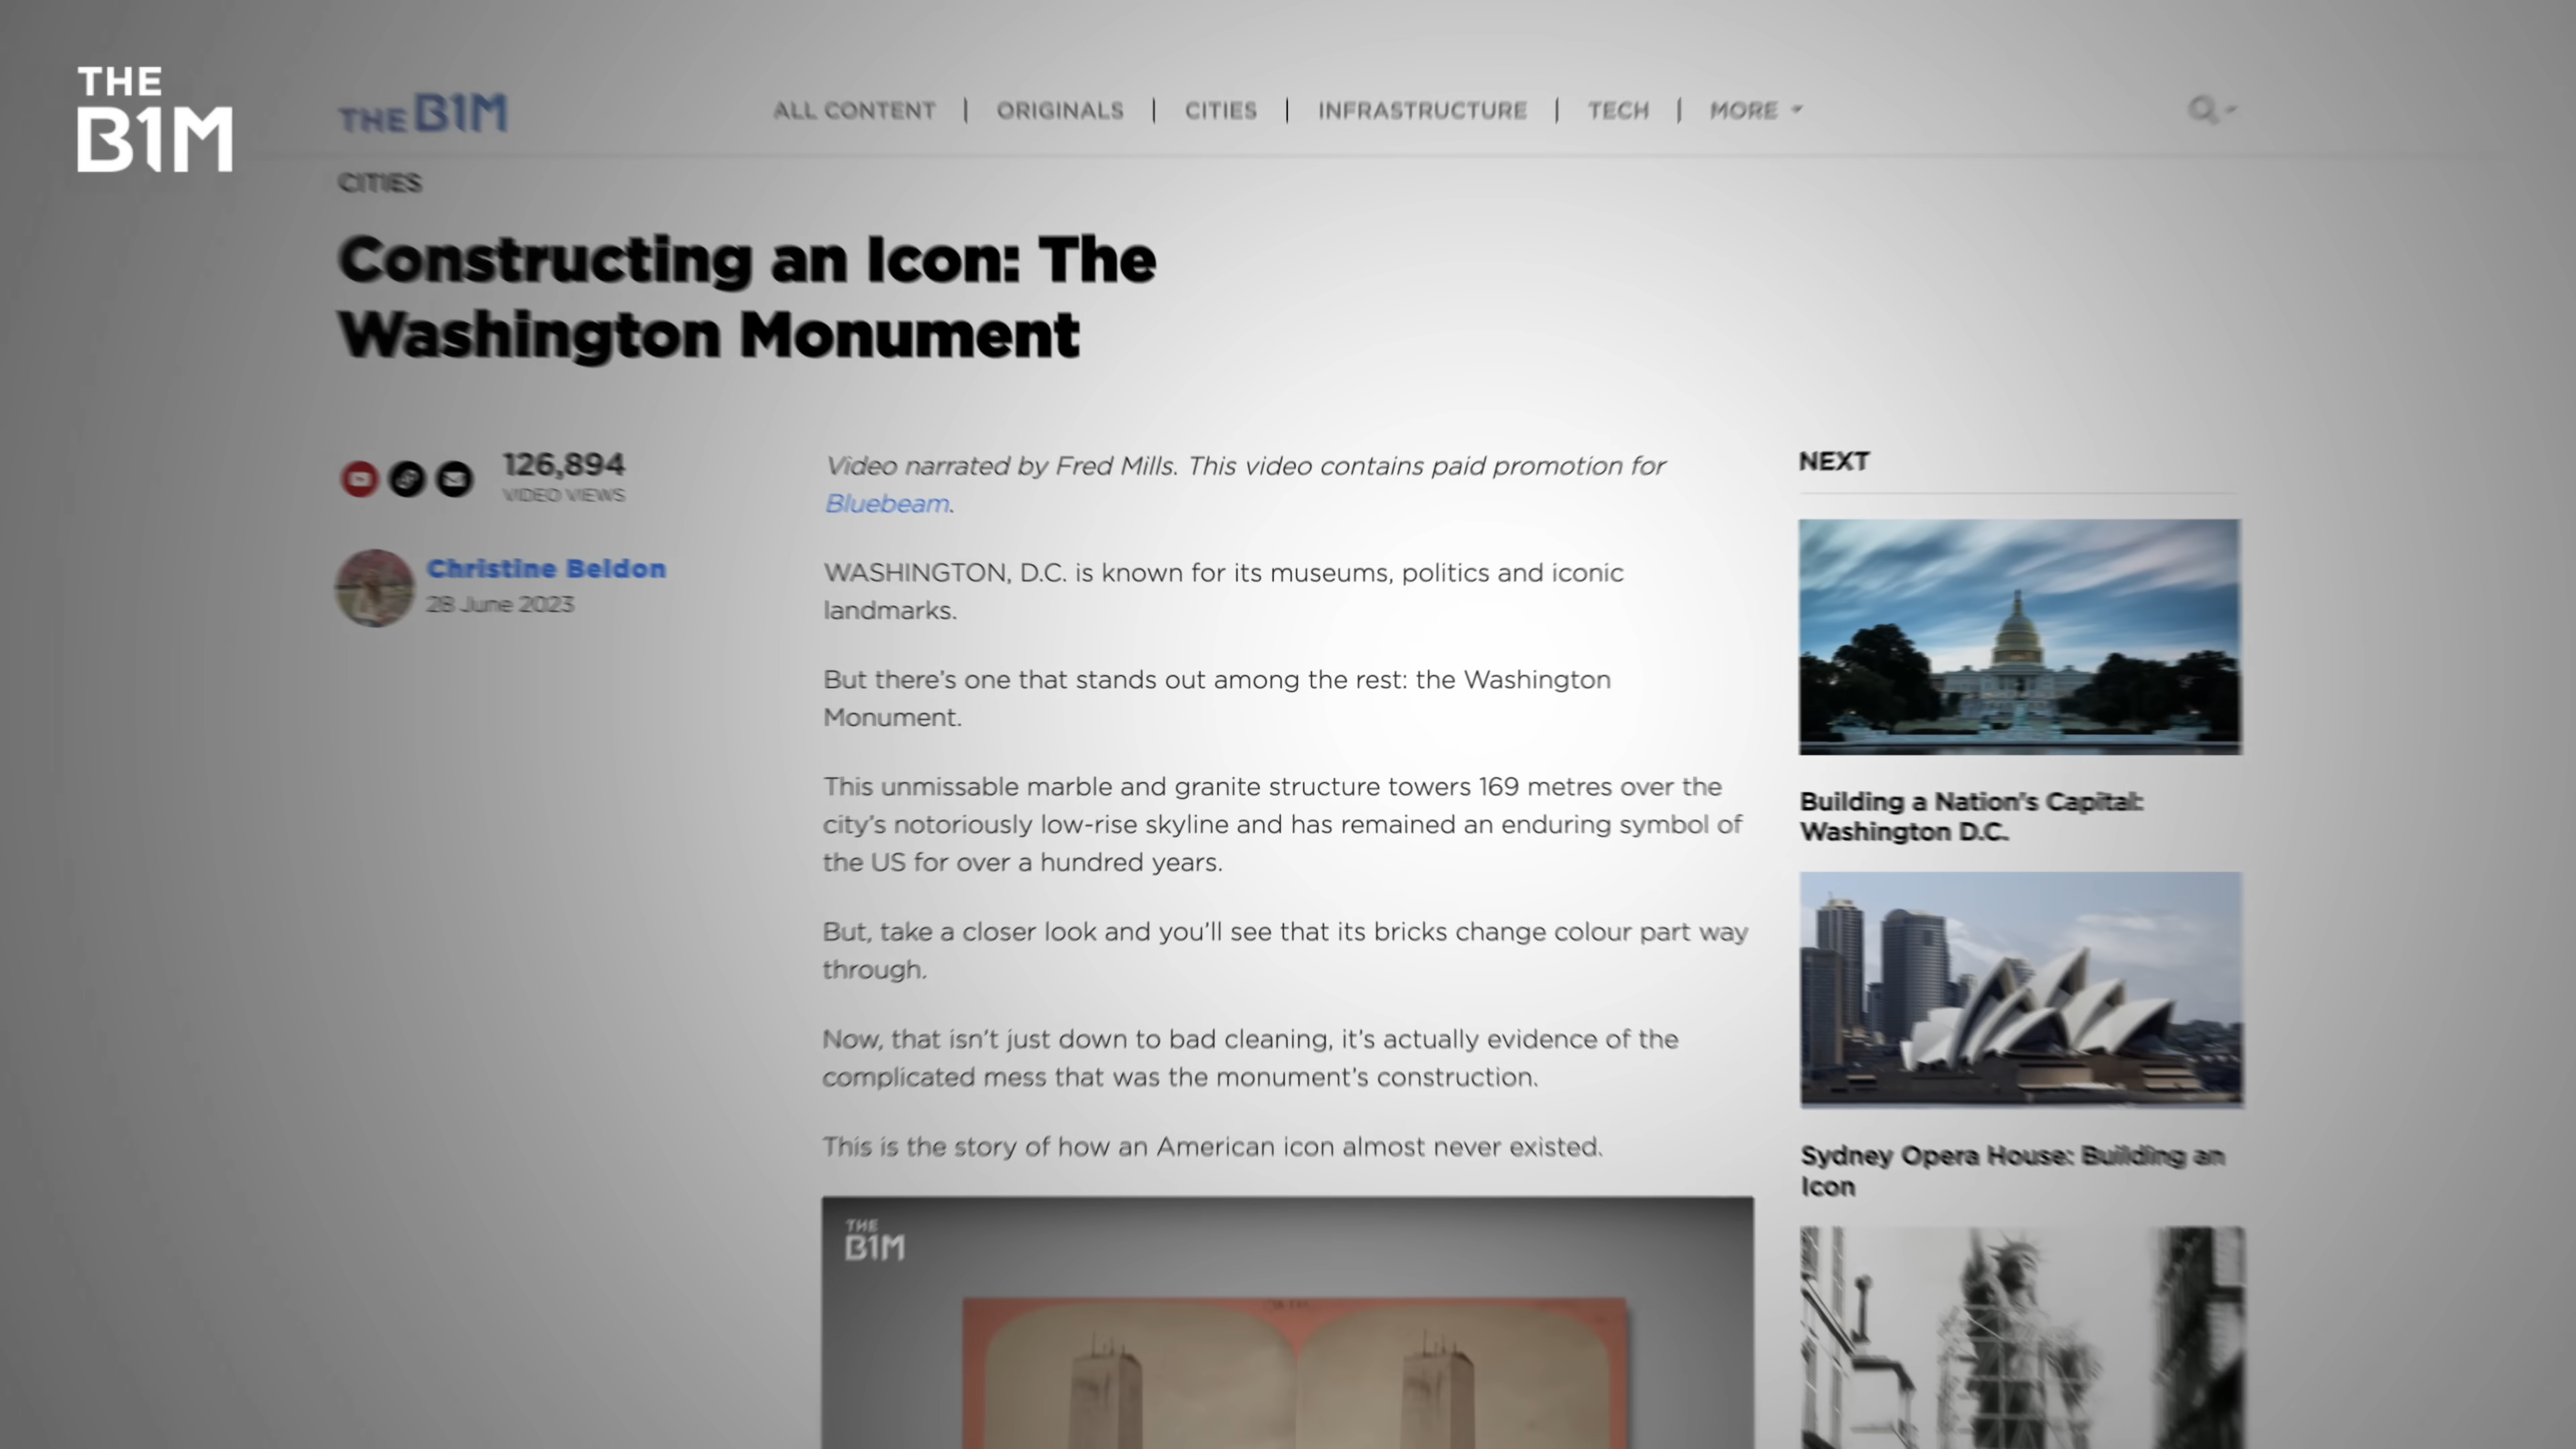 THE
B1M
THE B1M
ALL CONTENT | ORIGINALS | CITIES | INFRASTRUCTURE | TECH | MORE
CITIES
Constructing an Icon: The
Washington Monument
126,894
VIDEO VIEWS
Christine Beldon
28 June 2023
Video narrated by Fred Mills. This video contains paid promotion for
Bluebeam.
WASHINGTON, D.C. is known for its museums, politics and iconic
landmarks.
But there's one that stands out among the rest: the Washington
Monument.
This unmissable marble and granite structure towers 169 metres over the
city's notoriously low-rise skyline and has remained an enduring symbol of
the US for over a hundred years.
But, take a closer look and you'll see that its bricks change colour part way
through.
Now, that isn't just down to bad cleaning, it's actually evidence of the
complicated mess that was the monument's construction.
This is the story of how an American icon almost never existed.
THE
B1M
NEXT
Building a Nation's Capital:
Washington D.C.
Sydney Opera House: Building an
Icon